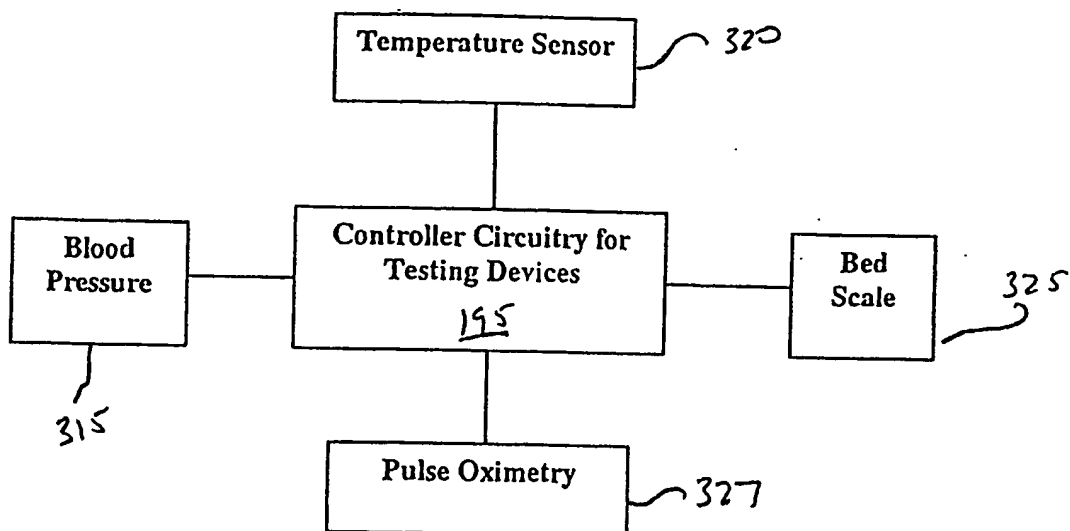 Temperature Sensor
320
Blood
Pressure
315
Controller Circuitry for
Testing Devices
195
Bed
Scale
325
Pulse Oximetry
327